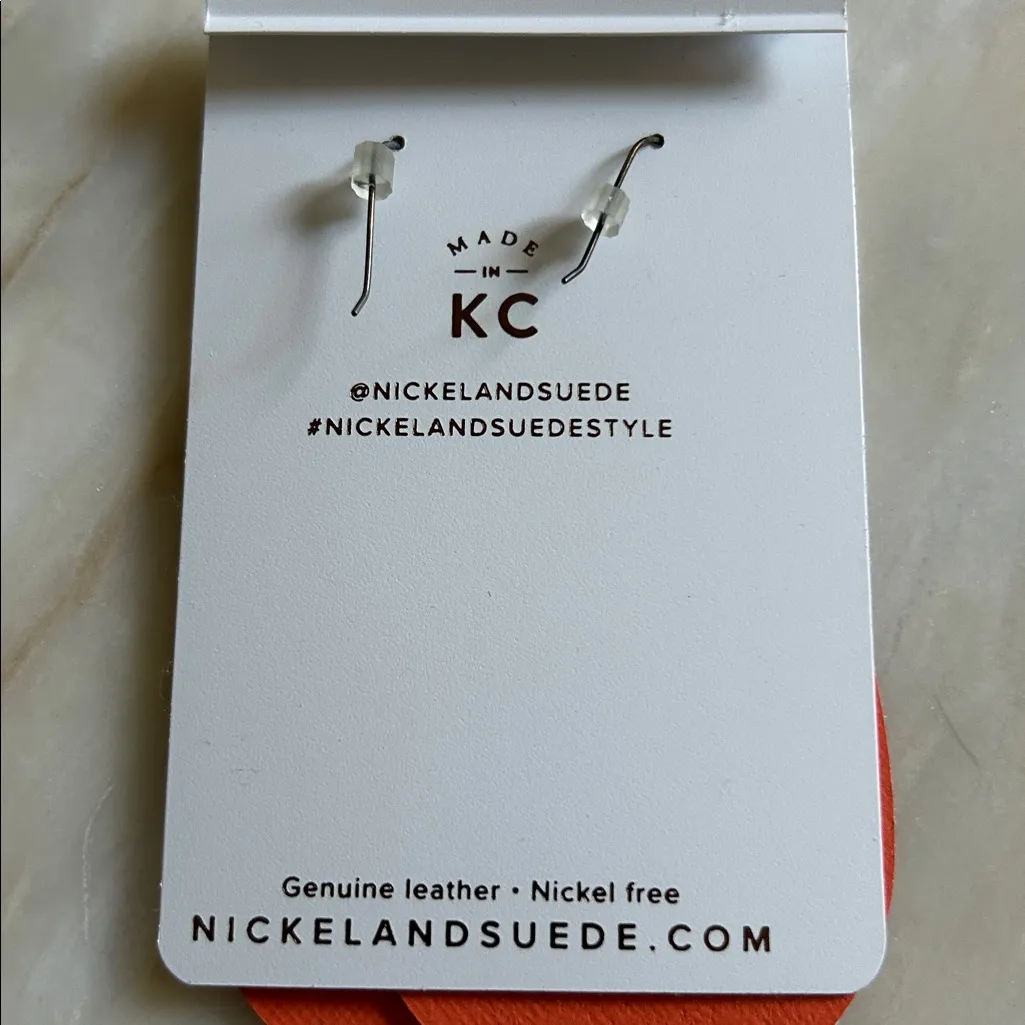 MADE
IN
KC
@NICKELANDSUEDE
#NICKELANDSUEDESTYLE
Genuine leather • Nickel free
NICKELANDSUEDE.COM